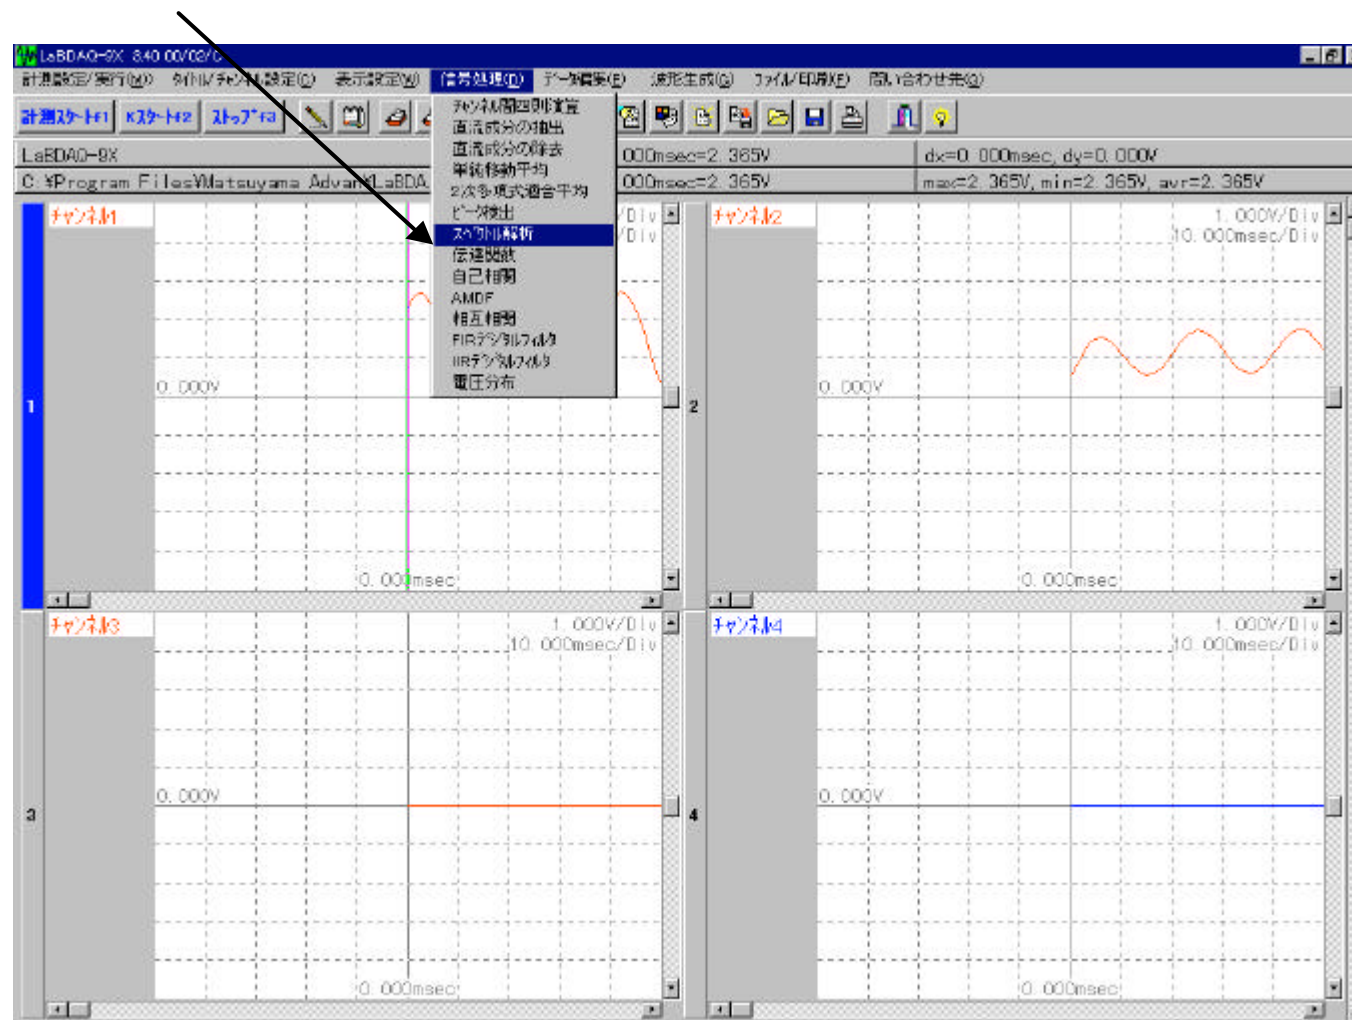 LaBDAQ-9X 3.40 00/02/
計測設定/実行(M) ﾀｲﾄﾙ/ﾁｬﾝﾈﾙ設定(C) 表示設定(W) 信号処理(D) ﾃﾞｰﾀ編集(E) 波形生成(G) ﾌｧｲﾙ/印刷(F) 問い合わせ先(Q)
計測ｽﾀｰﾄF1 KｽﾀｰﾄF2 ｽﾄｯﾌﾟF3
LaBDAQ-9X 000msec=2.365V dx=0.000msec, dy=0.000V
C:¥Program Files¥Matsuyama Advan¥LaBDA 000msec=2.365V max=2.365V, min=2.365V, avr=2.365V
ﾁｬﾝﾈﾙ間四則演算
直流成分の抽出
直流成分の除去
単純移動平均
2次多項式適合平均
ﾋﾟｰｸ検出
ｽﾍﾟｸﾄﾙ解析
伝達関数
自己相関
AMDF
相互相関
FIRﾃﾞｼﾞﾀﾙﾌｨﾙﾀ
IIRﾃﾞｼﾞﾀﾙﾌｨﾙﾀ
電圧分布
ﾁｬﾝﾈﾙ1 /Div
/Div
0.000V
1
0.000msec
ﾁｬﾝﾈﾙ2 1.000V/Div
10.000msec/Div
0.000V
2
0.000msec
ﾁｬﾝﾈﾙ3 1.000V/Div
10.000msec/Div
0.000V
3
0.000msec
ﾁｬﾝﾈﾙ4 1.000V/Div
10.000msec/Div
0.000V
4
0.000msec